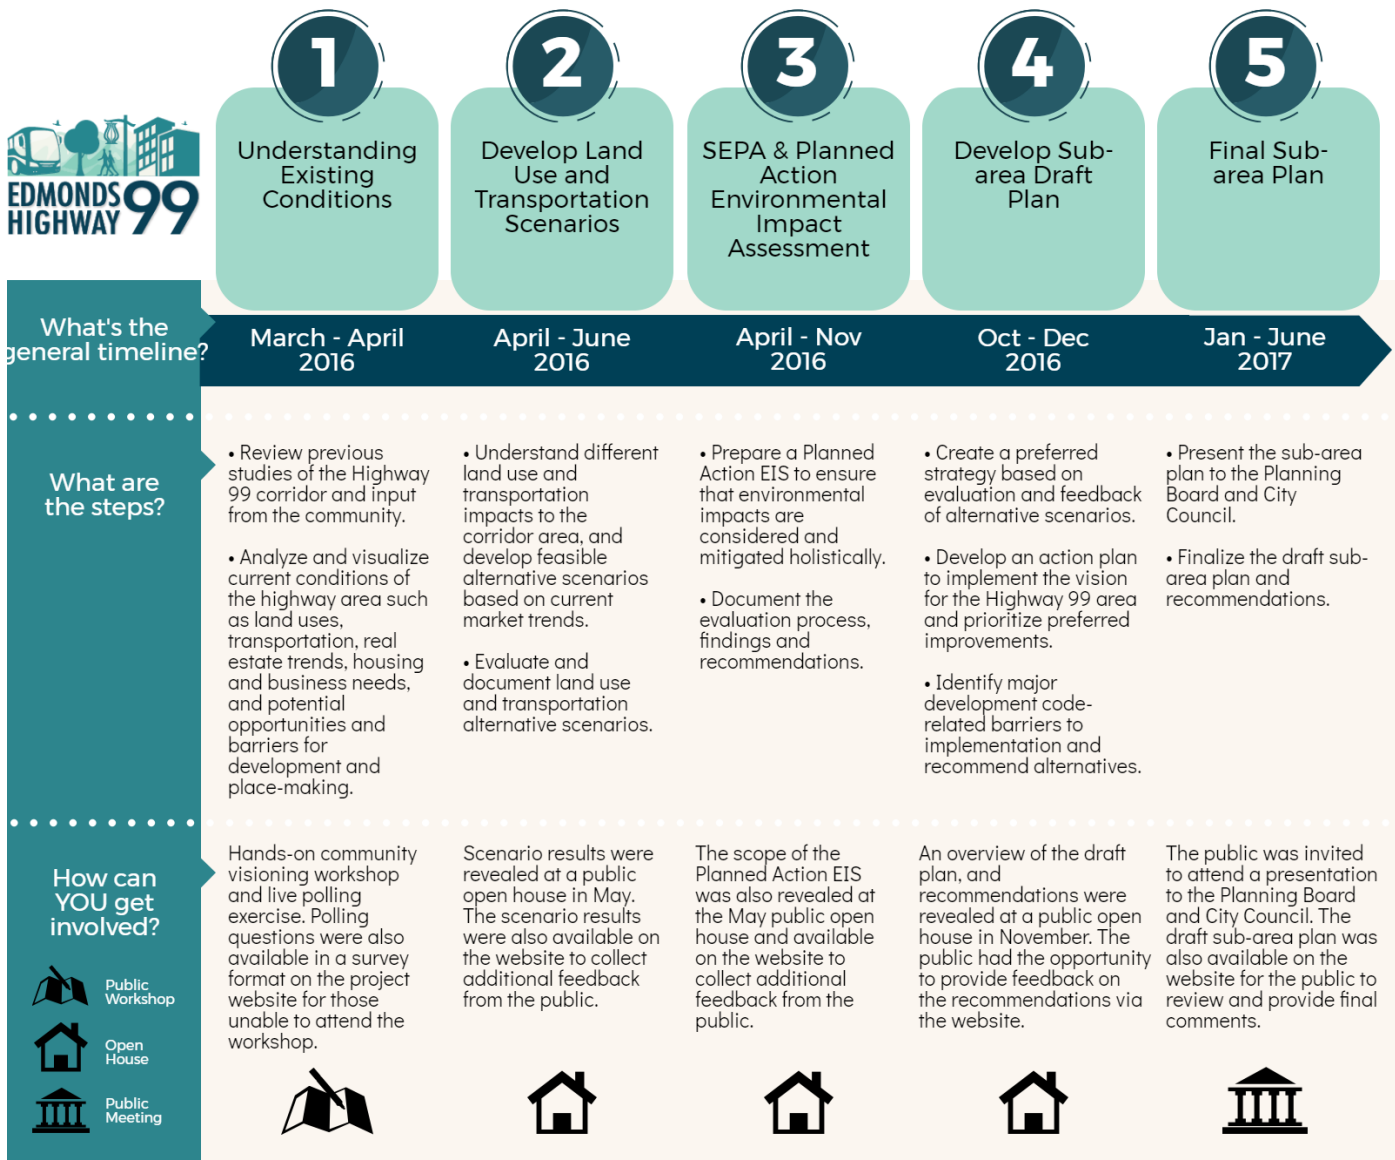 1
2
3
4
5
EDMONDS
HIGHWAY 99
Understanding
Existing
Conditions
Develop Land
Use and
Transportation
Scenarios
SEPA & Planned
Action
Environmental
Impact
Assessment
Develop Sub-
area Draft
Plan
Final Sub-
area Plan
What's the
general timeline?
March - April
2016
April - June
2016
April - Nov
2016
Oct - Dec
2016
Jan - June
2017
What are
the steps?
• Review previous
studies of the Highway
99 corridor and input
from the community.
• Analyze and visualize
current conditions of
the highway area such
as land uses,
transportation, real
estate trends, housing
and business needs,
and potential
opportunities and
barriers for
development and
place-making.
• Understand different
land use and
transportation
impacts to the
corridor area, and
develop feasible
alternative scenarios
based on current
market trends.
• Evaluate and
document land use
and transportation
alternative scenarios.
• Prepare a Planned
Action EIS to ensure
that environmental
impacts are
considered and
mitigated holistically.
• Document the
evaluation process,
findings and
recommendations.
• Create a preferred
strategy based on
evaluation and feedback
of alternative scenarios.
• Develop an action plan
to implement the vision
for the Highway 99 area
and prioritize preferred
improvements.
• Identify major
development code-
related barriers to
implementation and
recommend alternatives.
• Present the sub-area
plan to the Planning
Board and City
Council.
• Finalize the draft sub-
area plan and
recommendations.
How can
YOU get
involved?
Public
Workshop
Open
House
Public
Meeting
Hands-on community
visioning workshop
and live polling
exercise. Polling
questions were also
available in a survey
format on the project
website for those
unable to attend the
workshop.
Scenario results were
revealed at a public
open house in May.
The scenario results
were also available on
the website to collect
additional feedback
from the public.
The scope of the
Planned Action EIS
was also revealed at
the May public open
house and available
on the website to
collect additional
feedback from the
public.
An overview of the draft
plan, and
recommendations were
revealed at a public open
house in November. The
public had the opportunity
to provide feedback on
the recommendations via
the website.
The public was invited
to attend a presentation
to the Planning Board
and City Council. The
draft sub-area plan was
also available on the
website for the public to
review and provide final
comments.